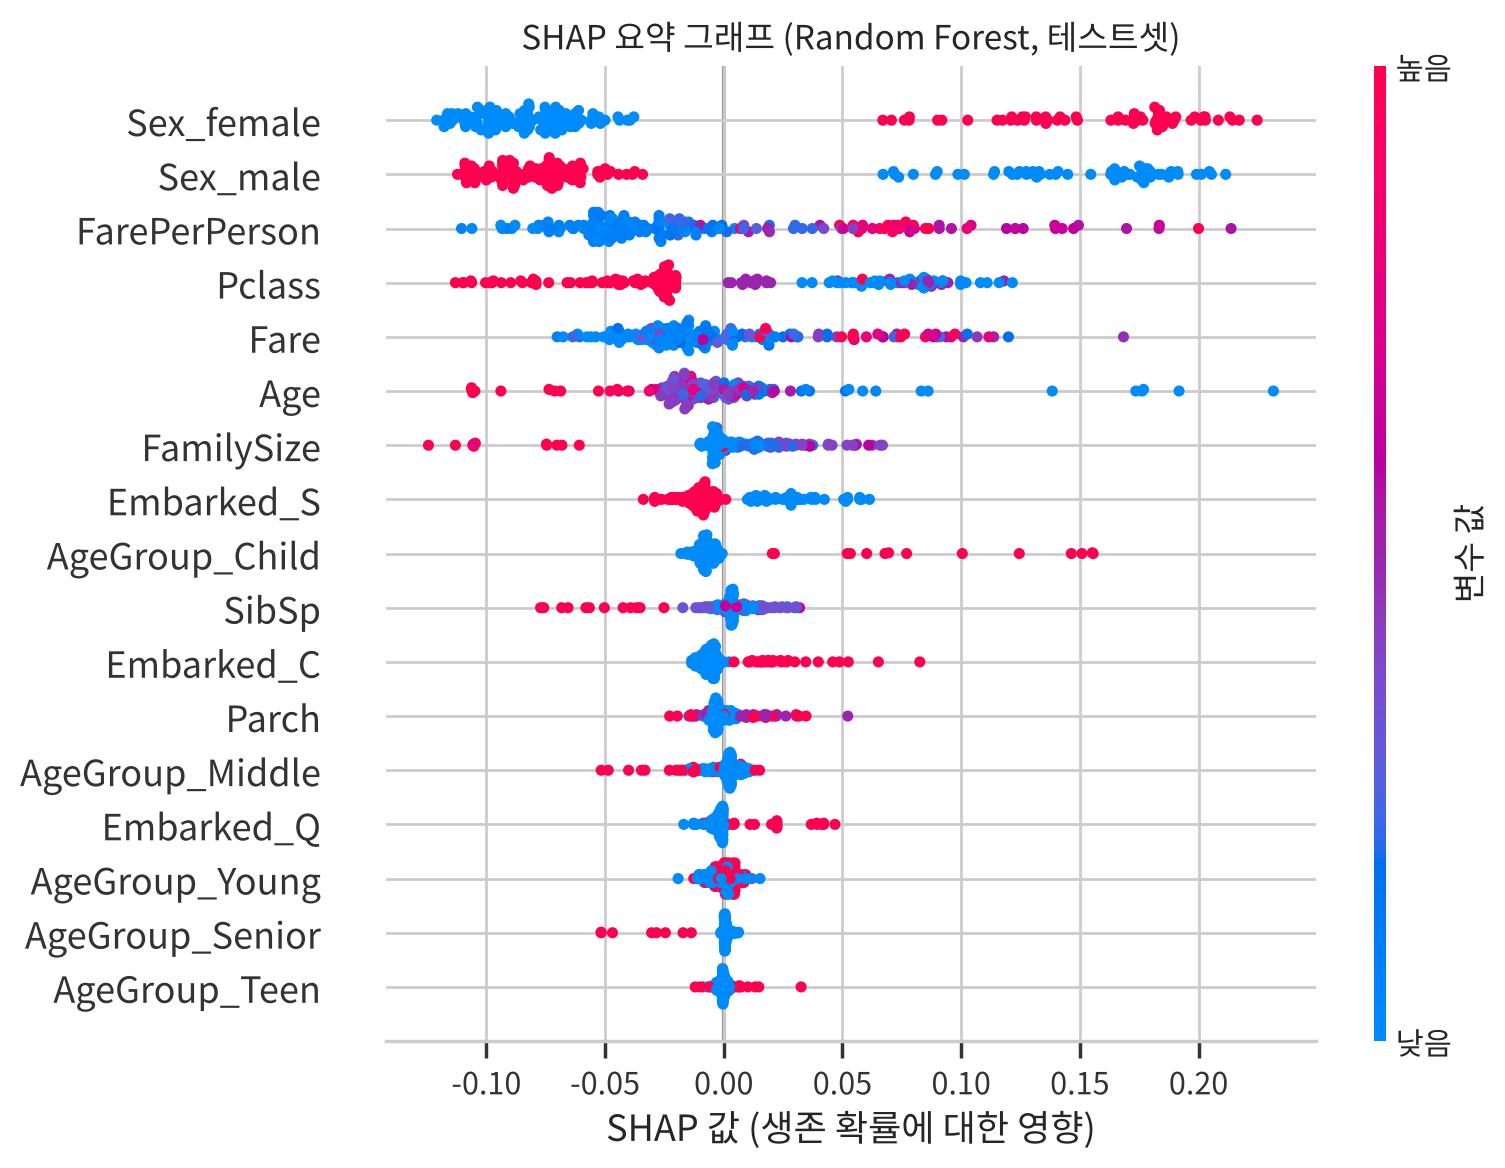 SHAP 요약 그래프 (Random Forest, 테스트셋)
높음
Sex_female
Sex_male
FarePerPerson
Pclass
Fare
Age
FamilySize
Embarked_S
AgeGroup_Child
SibSp
Embarked_C
Parch
AgeGroup_Middle
Embarked_Q
AgeGroup_Young
AgeGroup_Senior
AgeGroup_Teen
변수 값
낮음
-0.10 -0.05 0.00 0.05 0.10 0.15 0.20
SHAP 값 (생존 확률에 대한 영향)